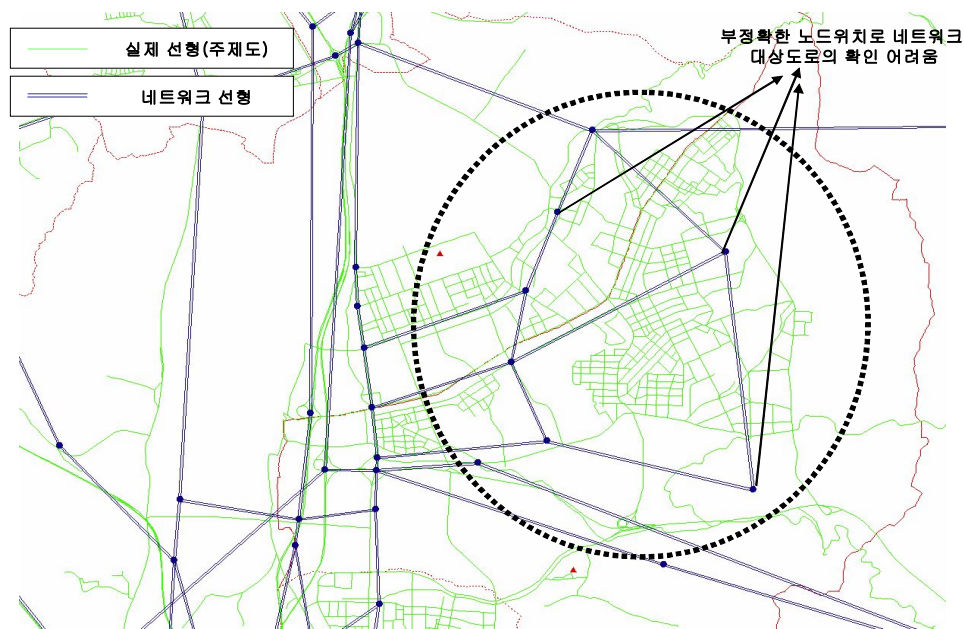 실제 선형(주제도)
네트워크 선형
부정확한 노드위치로 네트워크
대상도로의 확인 어려움